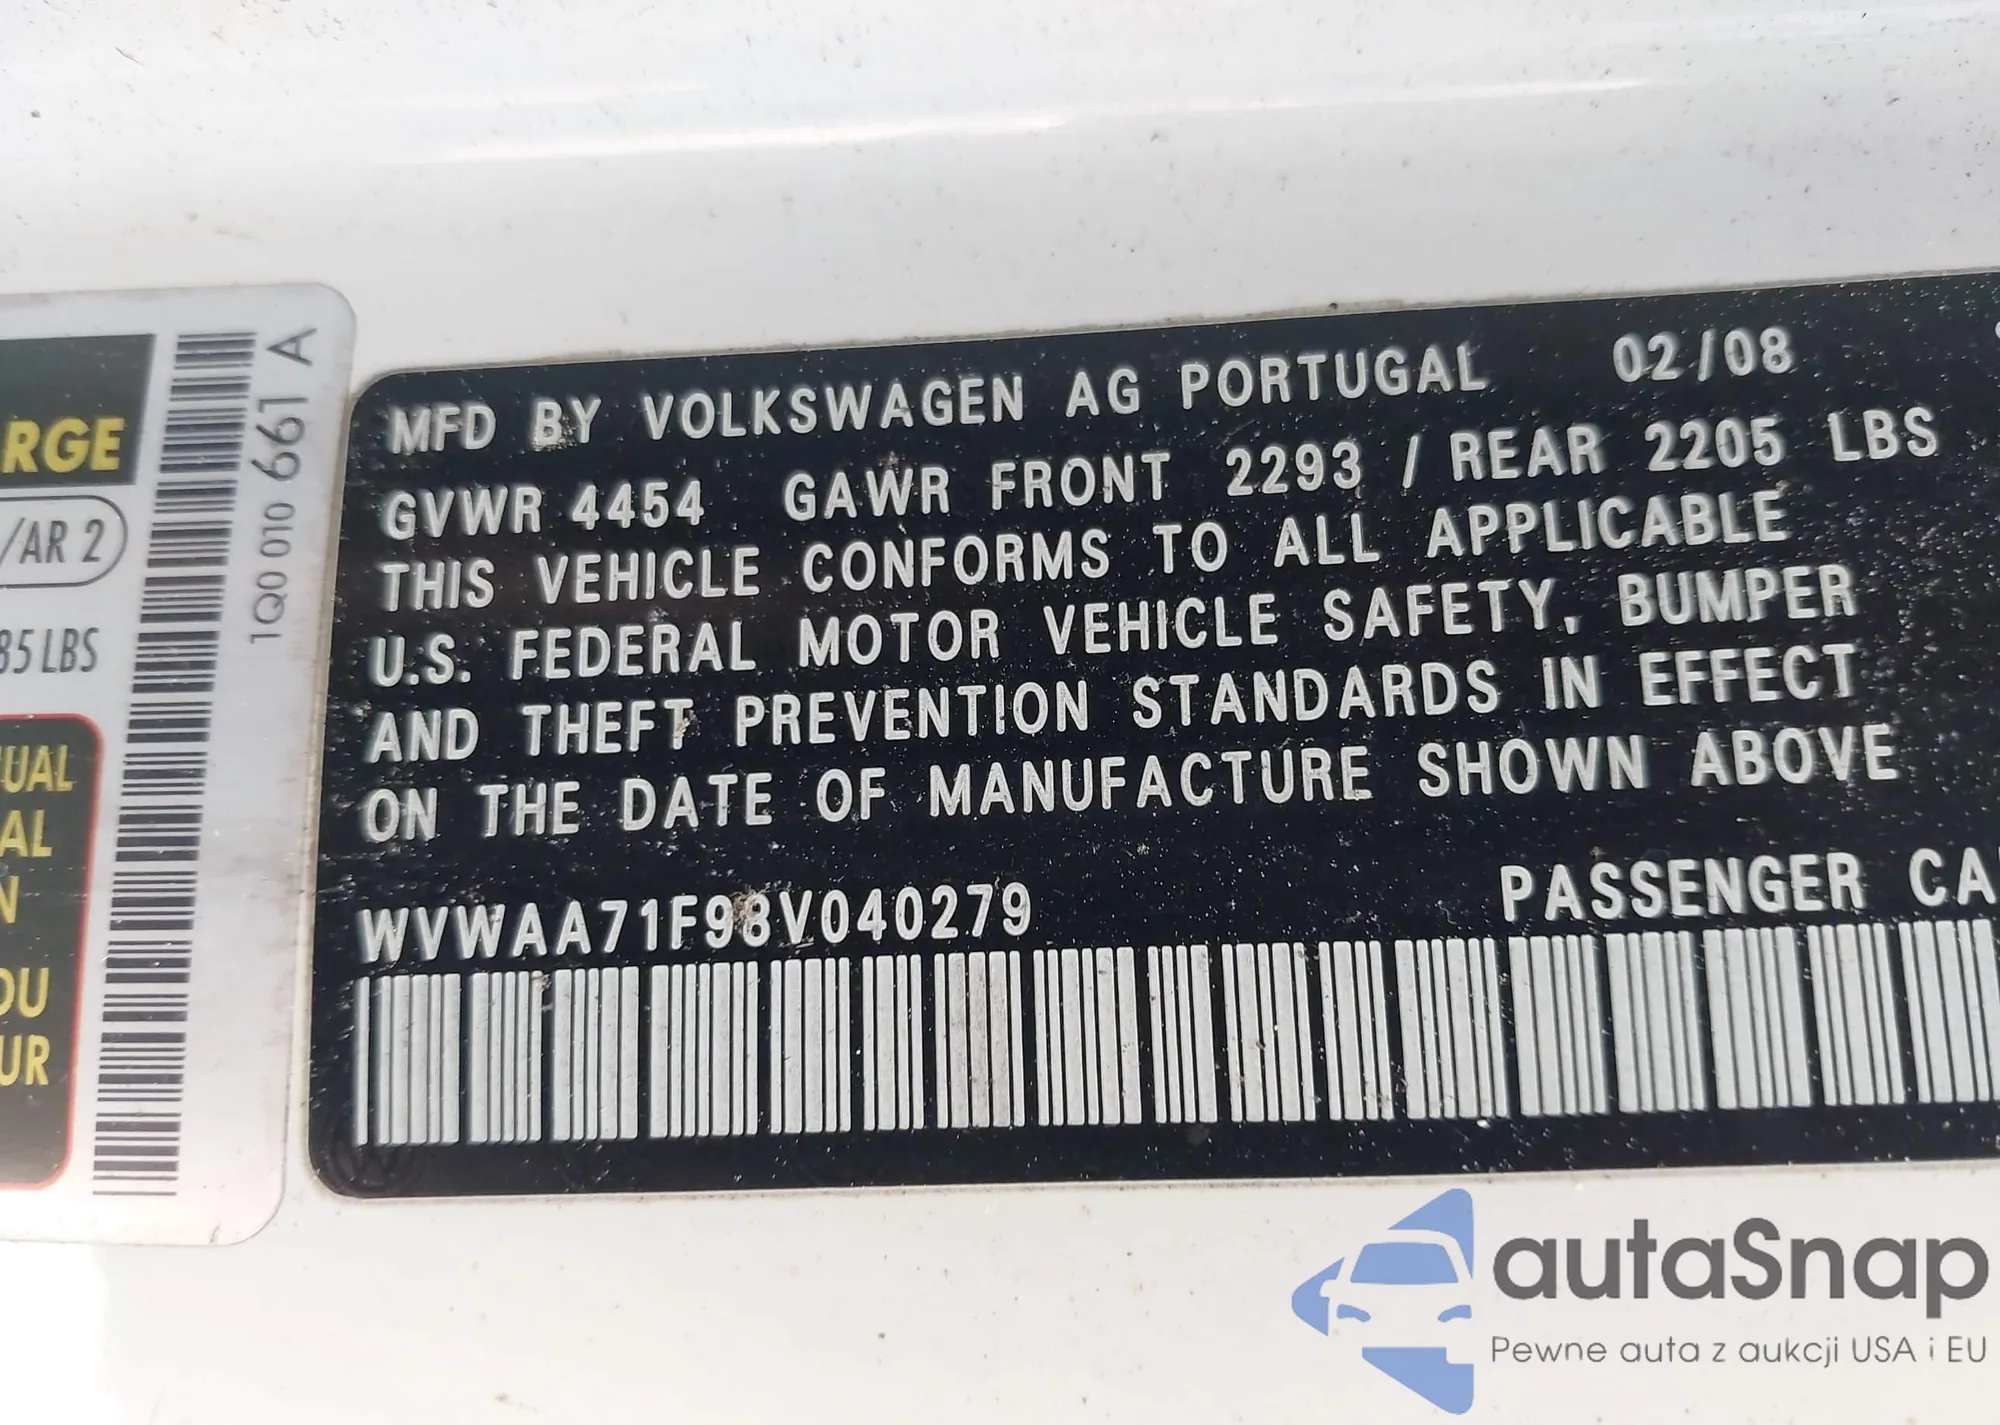 RGE
/AR 2
85 LBS
UAL
AL
N
OU
UR
1Q0 010 661 A
MFD BY VOLKSWAGEN AG PORTUGAL 02/08
GVWR 4454 GAWR FRONT 2293 / REAR 2205 LBS
THIS VEHICLE CONFORMS TO ALL APPLICABLE
U.S. FEDERAL MOTOR VEHICLE SAFETY, BUMPER
AND THEFT PREVENTION STANDARDS IN EFFECT
ON THE DATE OF MANUFACTURE SHOWN ABOVE
WVWAA71F98V040279 PASSENGER CA
autaSnap
Pewne auta z aukcji USA i EU